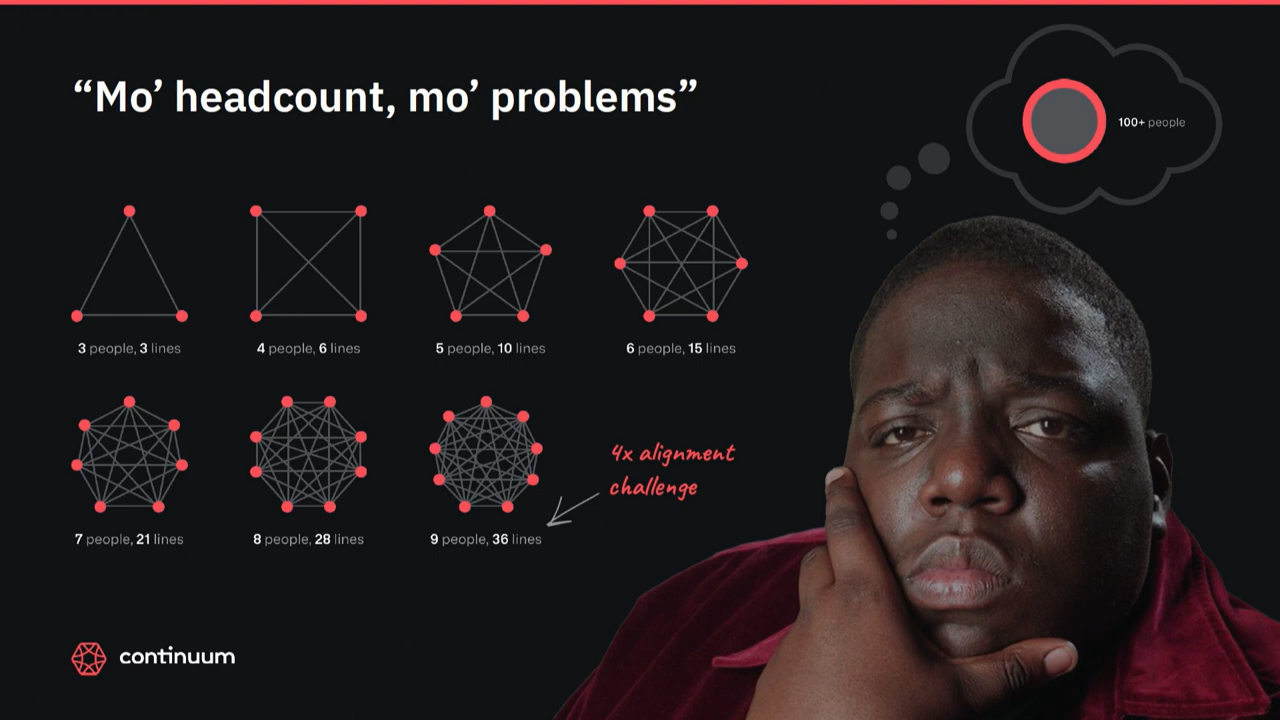 “Mo’ headcount, mo’ problems”
100+ people
3 people, 3 lines
4 people, 6 lines
5 people, 10 lines
6 people, 15 lines
7 people, 21 lines
8 people, 28 lines
9 people, 36 lines
4x alignment
challenge
continuum